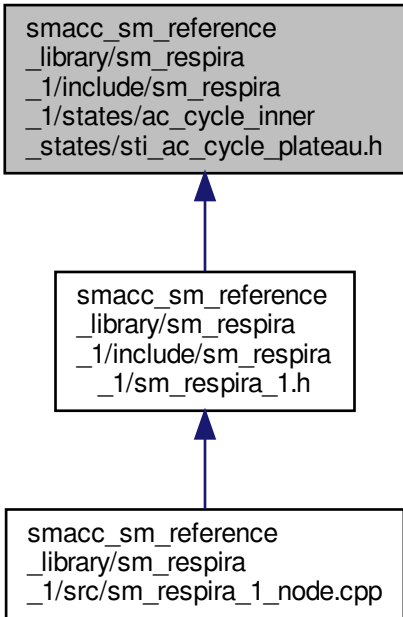 smacc_sm_reference
_library/sm_respira
_1/include/sm_respira
_1/states/ac_cycle_inner
_states/sti_ac_cycle_plateau.h
smacc_sm_reference
_library/sm_respira
_1/include/sm_respira
_1/sm_respira_1.h
smacc_sm_reference
_library/sm_respira
_1/src/sm_respira_1_node.cpp